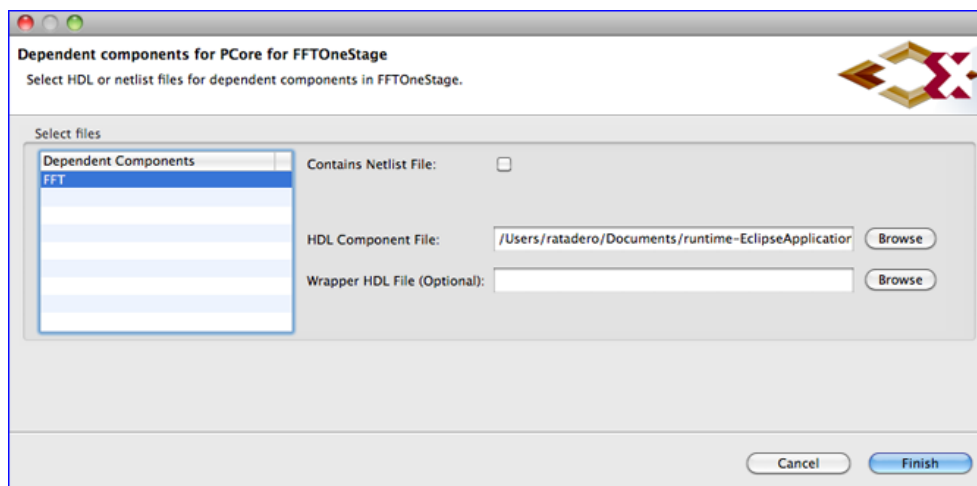 Dependent components for PCore for FFTOneStage
Select HDL or netlist files for dependent components in FFTOneStage.
Select files
Dependent Components
FFT
Contains Netlist File:
HDL Component File:
/Users/ratadero/Documents/runtime-EclipseApplication
Browse
Wrapper HDL File (Optional):
Browse
Cancel
Finish